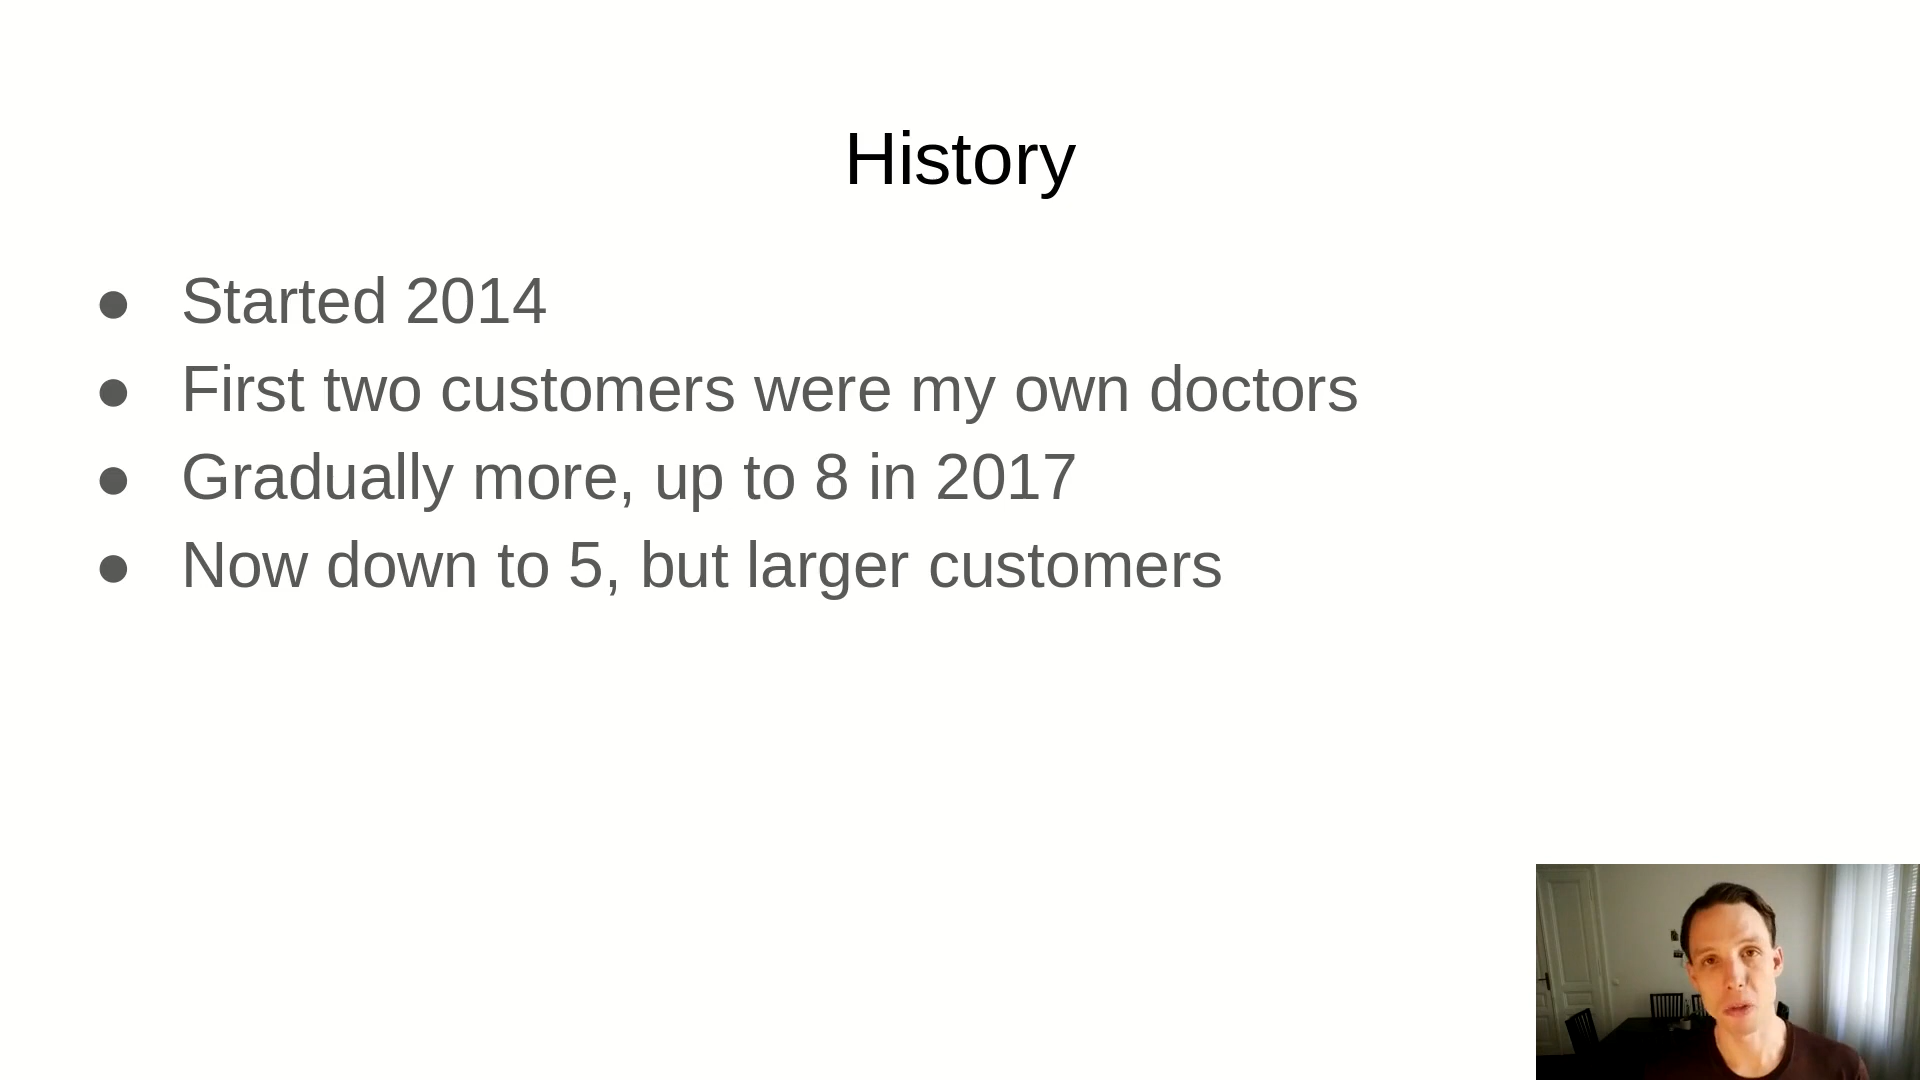 History
● Started 2014
● First two customers were my own doctors
● Gradually more, up to 8 in 2017
● Now down to 5, but larger customers